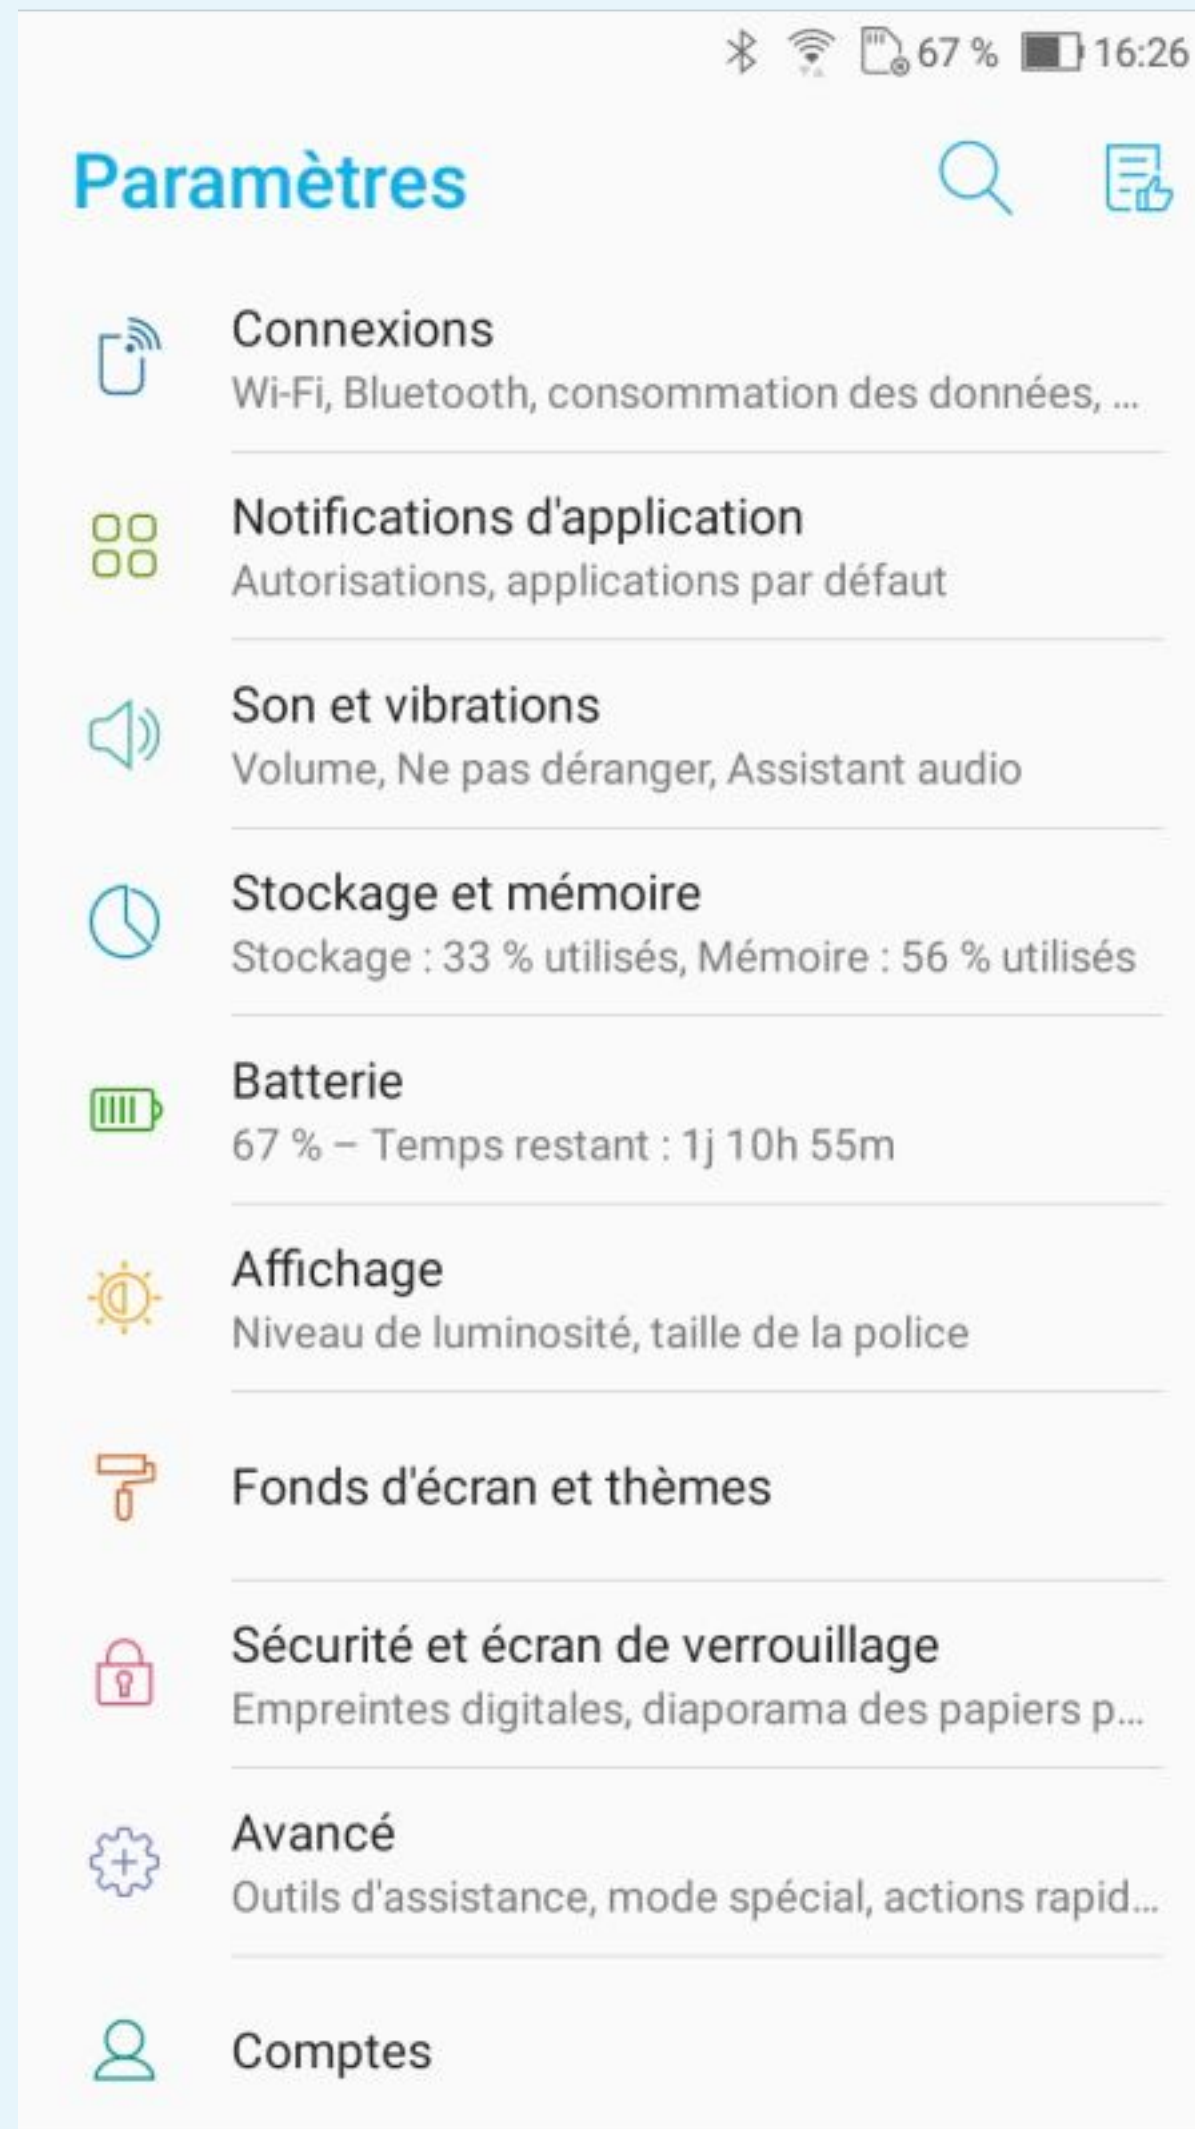 67 % 16:26
Paramètres
Connexions
Wi-Fi, Bluetooth, consommation des données, ...
Notifications d'application
Autorisations, applications par défaut
Son et vibrations
Volume, Ne pas déranger, Assistant audio
Stockage et mémoire
Stockage : 33 % utilisés, Mémoire : 56 % utilisés
Batterie
67 % – Temps restant : 1j 10h 55m
Affichage
Niveau de luminosité, taille de la police
Fonds d'écran et thèmes
Sécurité et écran de verrouillage
Empreintes digitales, diaporama des papiers p...
Avancé
Outils d'assistance, mode spécial, actions rapid...
Comptes